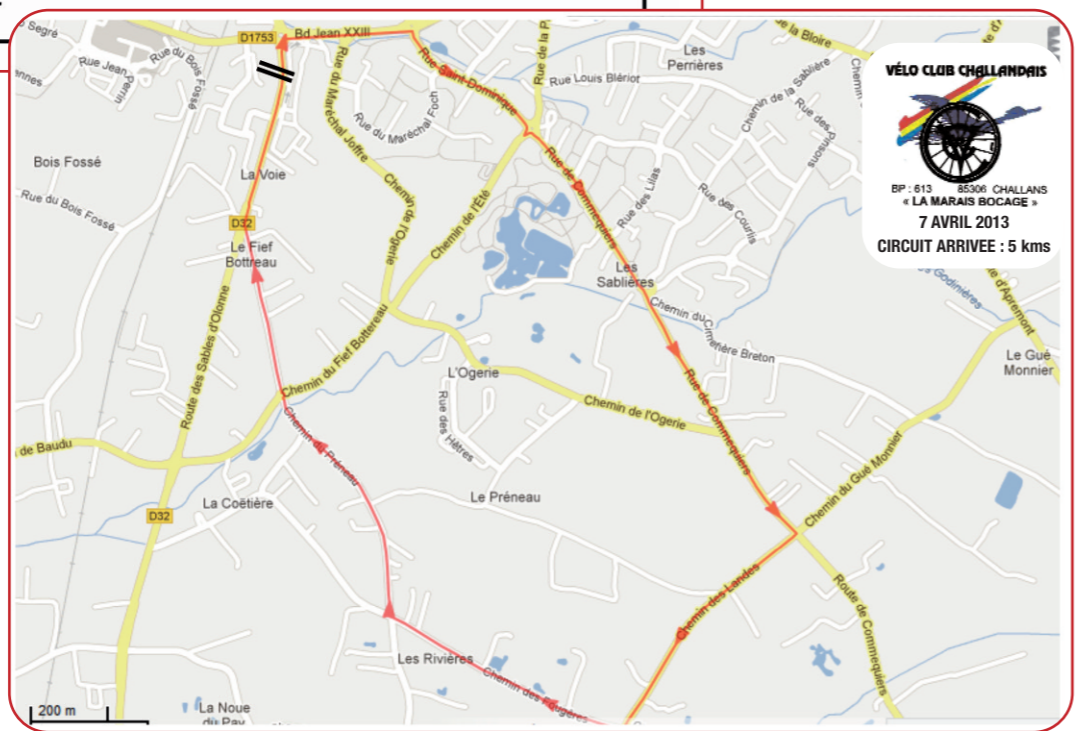 D1753
Bd Jean XXIII
Segré
Rue Jean Perrin
Rue du Bois Fossé
Rue du Maréchal Joffre
Rue du Maréchal Foch
Rue Saint-Dominique
Rue Louis Blériot
Les
Perrières
de la Bloire
Chemin de la Sablière
Rue des Pinsons
VÉLO CLUB CHALLANDAIS
BP : 613 85306 CHALLANS
« LA MARAIS BOCAGE »
7 AVRIL 2013
CIRCUIT ARRIVEE : 5 kms
Bois Fossé
Rue du Bois Fossé
La Voie
D32
Le Fief
Bottreau
Chemin de l'Ogerie
Chemin de l'Été
Rue de Commequiers
Rue des Lilas
Rue des Courlis
Les
Sablières
Chemin du Cimetière Breton
Godinières
d'Apremont
Le Gué
Monnier
Route des Sables d'Olonne
Chemin du Fief Bottereau
L'Ogerie
Rue des Hêtres
Chemin de l'Ogerie
Rue de Commequiers
Chemin du Gué Monnier
de Baudu
Chemin du Préneau
La Coëtière
Le Préneau
D32
Chemin des Landes
Route de Commequiers
Les Rivières
Chemin des Fougères
200 m
La Noue
du Pay